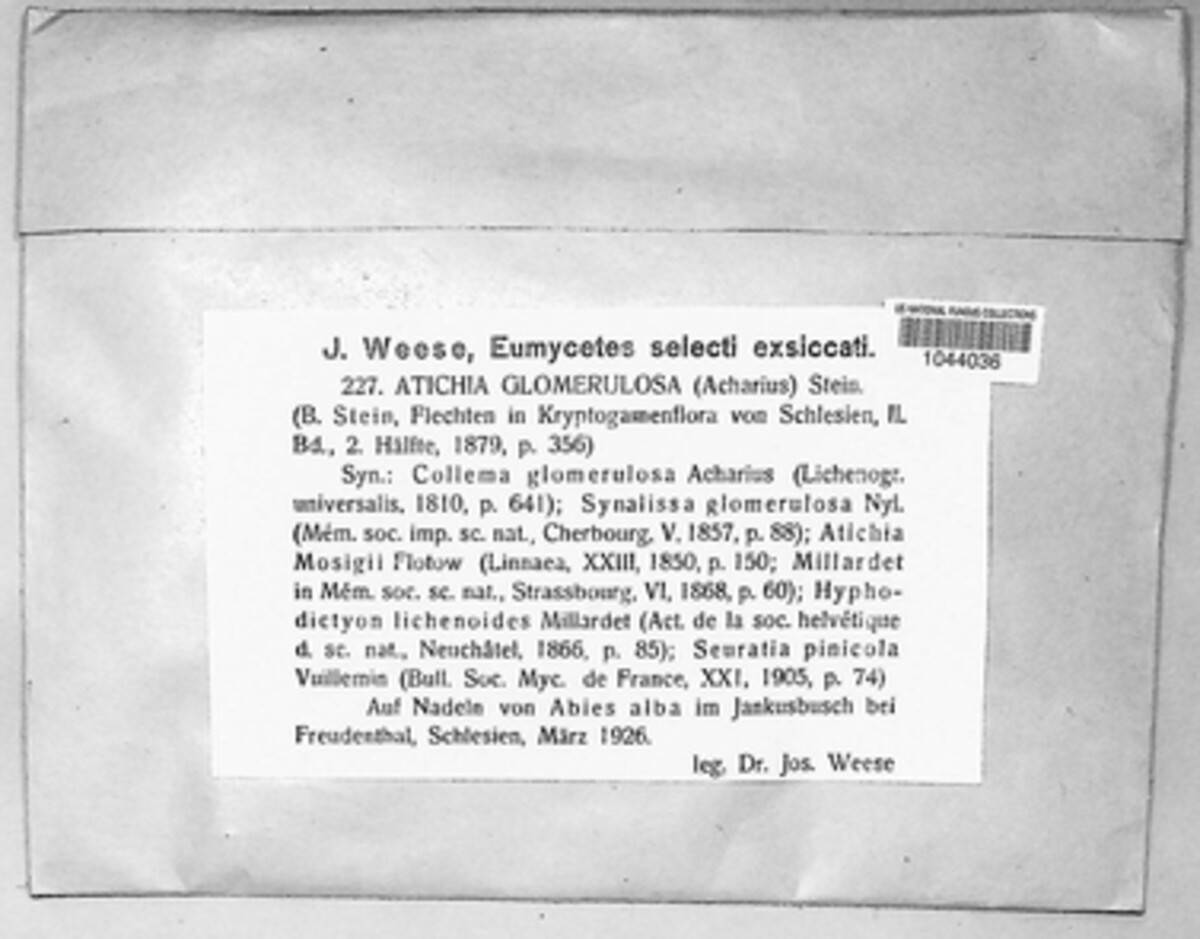 US NATIONAL FUNGUS COLLECTIONS
1044036
J. Weese, Eumycetes selecti exsiccati.
227. ATICHIA GLOMERULOSA (Acharius) Stein.
(B. Stein, Flechten in Kryptogamenflora von Schlesien, II.
Bd., 2. Hälfte, 1879, p. 356)
Syn.: Collema glomerulosa Acharius (Lichenogr.
universalis, 1810, p. 641); Synalissa glomerulosa Nyl.
(Mém. soc. imp. sc. nat., Cherbourg, V, 1857, p. 88); Atichia
Mosigii Flotow (Linnaea, XXIII, 1850, p. 150; Millardet
in Mém. soc. sc. nat., Strassbourg, VI, 1868, p. 60); Hypho-
dictyon lichenoides Millardet (Act. de la soc. helvétique
d. sc. nat., Neuchâtel, 1866, p. 85); Seuratia pinicola
Vuillemin (Bull. Soc. Myc. de France, XXI, 1905, p. 74)
Auf Nadeln von Abies alba im Jankusbusch bei
Freudenthal, Schlesien, März 1926.
leg. Dr. Jos. Weese